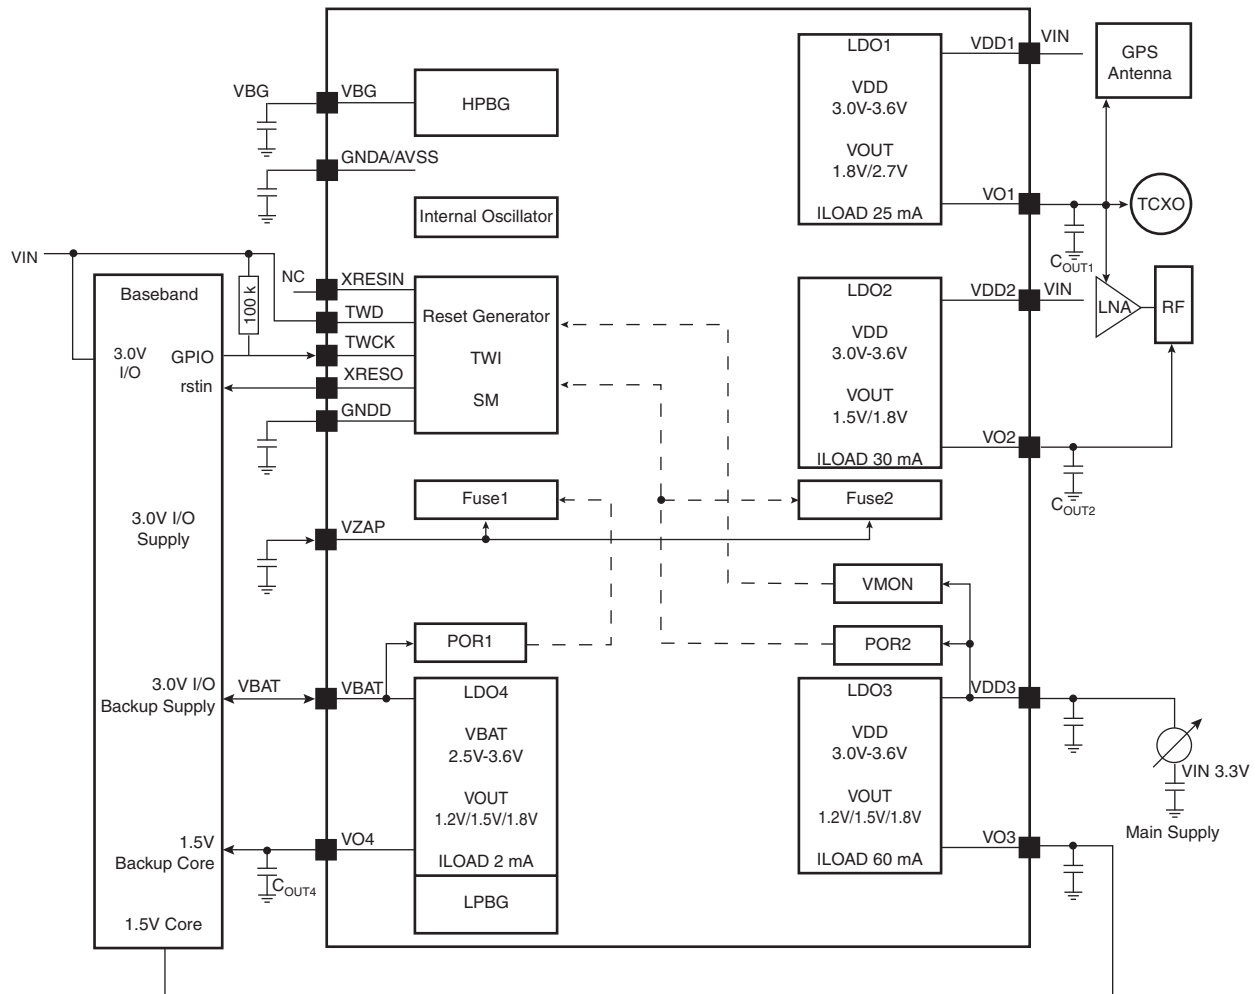 VBG
VBG
HPBG
GNDA/AVSS
Internal Oscillator
VIN
NC
XRESIN
TWD
TWCK
XRESO
GNDD
Reset Generator
TWI
SM
Baseband
100 k
3.0V
I/O
GPIO
rstin
3.0V I/O
Supply
3.0V I/O
Backup Supply
1.5V
Backup Core
1.5V Core
Fuse1
Fuse2
VZAP
VMON
POR1
POR2
VBAT
VBAT
LDO4
VBAT
2.5V-3.6V
VOUT
1.2V/1.5V/1.8V
ILOAD 2 mA
LPBG
VO4
COUT4
LDO1
VDD
3.0V-3.6V
VOUT
1.8V/2.7V
ILOAD 25 mA
VDD1
VIN
GPS
Antenna
VO1
TCXO
COUT1
LDO2
VDD
3.0V-3.6V
VOUT
1.5V/1.8V
ILOAD 30 mA
VDD2
VIN
LNA
RF
VO2
COUT2
LDO3
VDD
3.0V-3.6V
VOUT
1.2V/1.5V/1.8V
ILOAD 60 mA
VDD3
VIN 3.3V
Main Supply
VO3